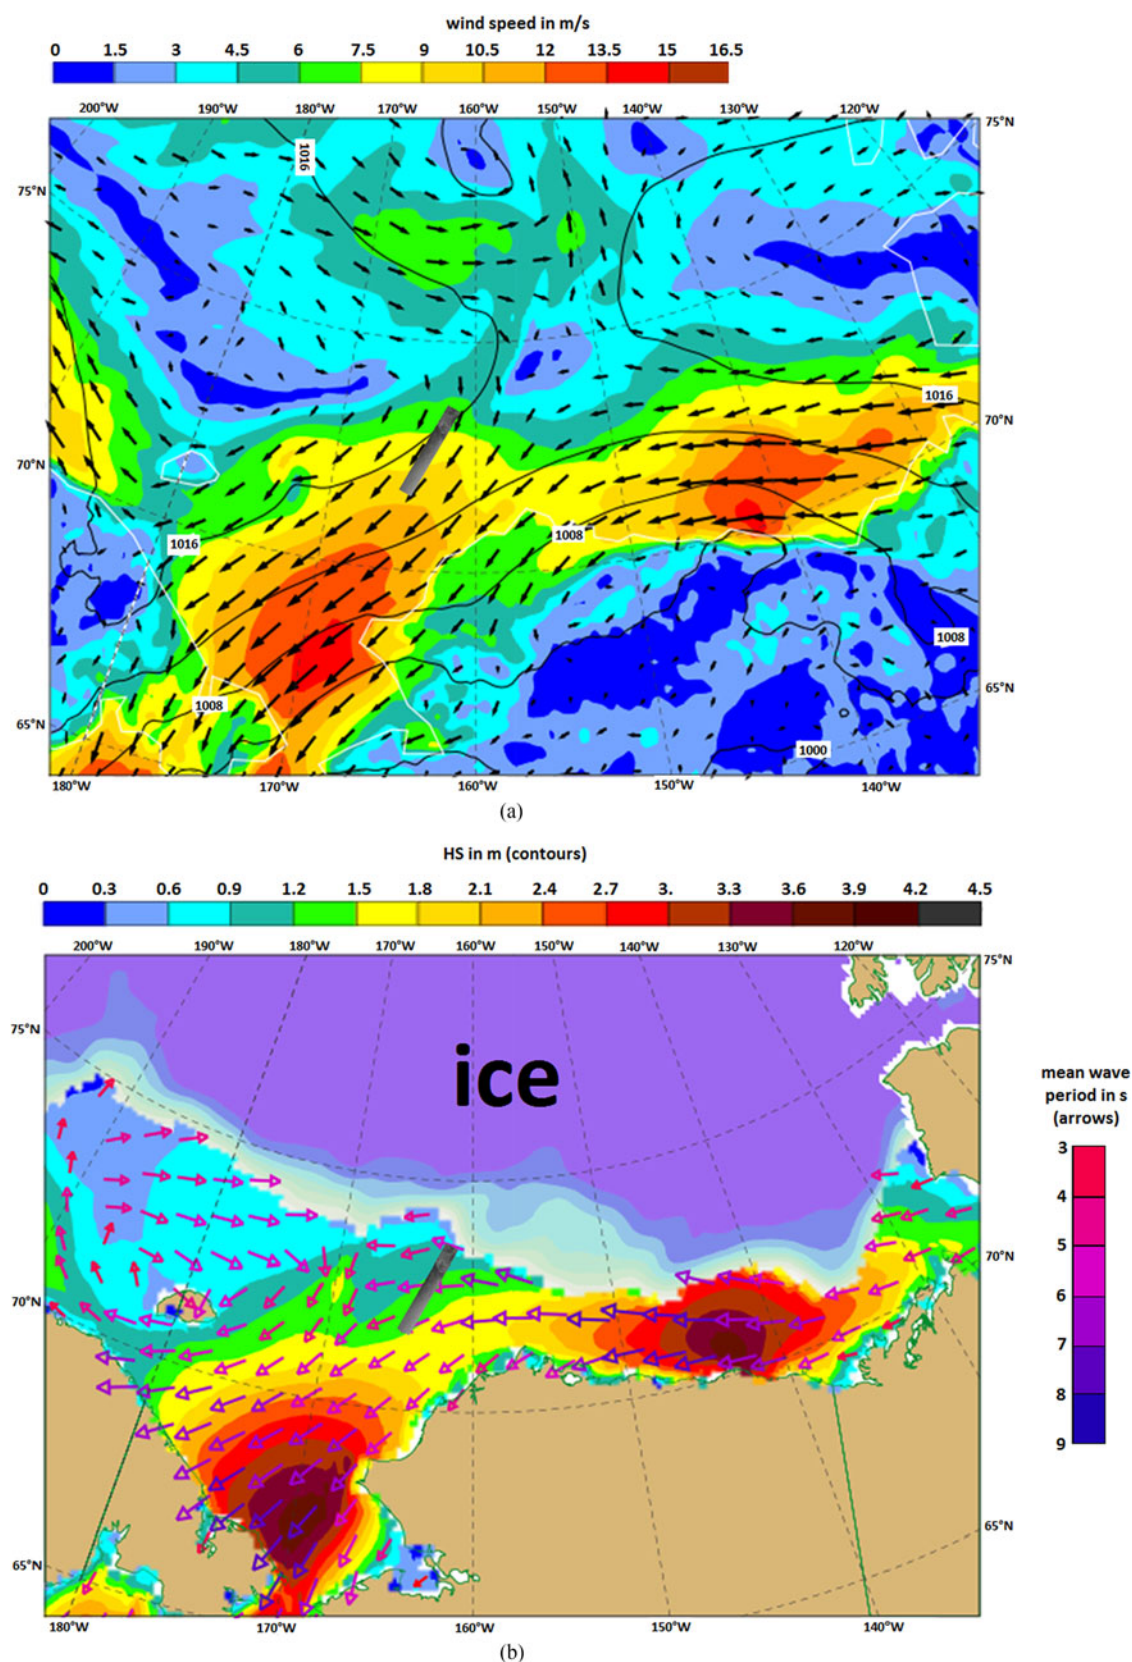 wind speed in m/s
0 1.5 3 4.5 6 7.5 9 10.5 12 13.5 15 16.5
200°W 190°W 180°W 170°W 160°W 150°W 140°W 130°W 120°W
75°N
1016
75°N
1016
70°N
70°N
1008
1016
1008
65°N
1008
65°N
1000
180°W 170°W 160°W 150°W 140°W
(a)
HS in m (contours)
0 0.3 0.6 0.9 1.2 1.5 1.8 2.1 2.4 2.7 3. 3.3 3.6 3.9 4.2 4.5
200°W 190°W 180°W 170°W 160°W 150°W 140°W 130°W 120°W
75°N
75°N
ice
mean wave
period in s
(arrows)
3
4
5
6
7
8
9
70°N
70°N
65°N
65°N
180°W 170°W 160°W 150°W 140°W
(b)